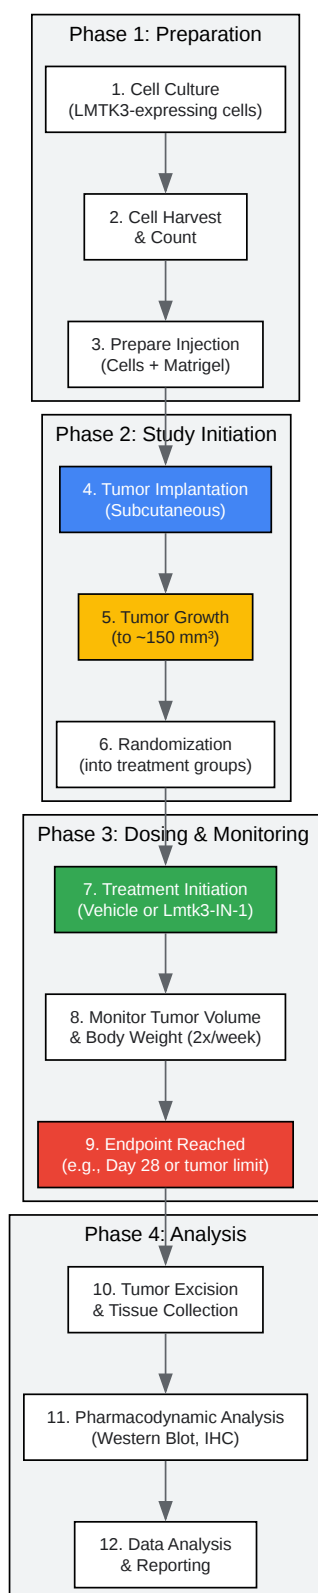 Phase 1: Preparation
1. Cell Culture
(LMTK3-expressing cells)
2. Cell Harvest
& Count
3. Prepare Injection
(Cells + Matrigel)
Phase 2: Study Initiation
4. Tumor Implantation
(Subcutaneous)
5. Tumor Growth
(to ~150 mm³)
6. Randomization
(into treatment groups)
Phase 3: Dosing & Monitoring
7. Treatment Initiation
(Vehicle or Lmtk3-IN-1)
8. Monitor Tumor Volume
& Body Weight (2x/week)
9. Endpoint Reached
(e.g., Day 28 or tumor limit)
Phase 4: Analysis
10. Tumor Excision
& Tissue Collection
11. Pharmacodynamic Analysis
(Western Blot, IHC)
12. Data Analysis
& Reporting